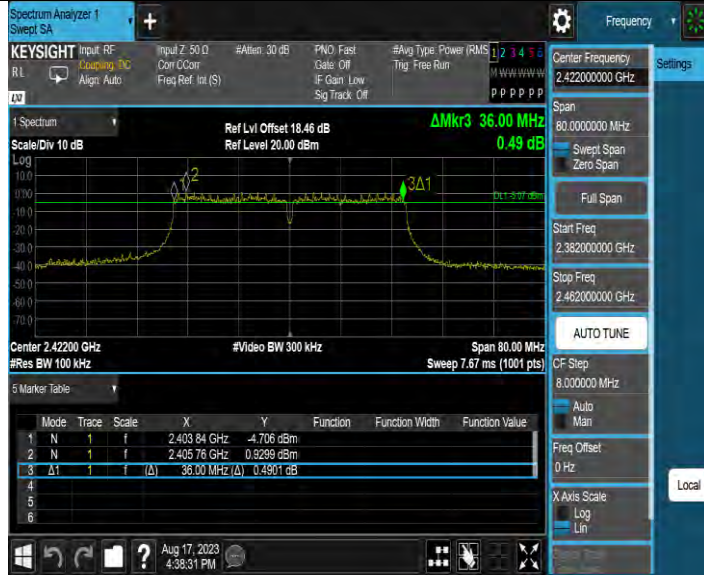 Spectrum Analyzer 1
Swept SA
+
Frequency
KEYSIGHT
RL
LXI
Input: RF
Coupling: DC
Align: Auto
Input Z: 50 Ω
Corr CCorr
Freq Ref: Int (S)
#Atten: 30 dB
PNO: Fast
Gate: Off
IF Gain: Low
Sig Track: Off
#Avg Type: Power (RMS
Trig: Free Run
1 2 3 4 5 6
M W W W W W
P P P P P P
1 Spectrum
Scale/Div 10 dB
Ref Lvl Offset 18.46 dB
Ref Level 20.00 dBm
ΔMkr3 36.00 MHz
0.49 dB
Log
10.0
0.00
-10.0
-20.0
-30.0
-40.0
-50.0
-60.0
-70.0
2
3Δ1
DL1 -5.07 dBm
Center 2.42200 GHz
#Res BW 100 kHz
#Video BW 300 kHz
Span 80.00 MHz
Sweep 7.67 ms (1001 pts)
5 Marker Table
Mode Trace Scale X Y Function Function Width Function Value
1 N 1 f 2.403 84 GHz -4.706 dBm
2 N 1 f 2.405 76 GHz 0.9299 dBm
3 Δ1 1 f (Δ) 36.00 MHz (Δ) 0.4901 dB
4
5
6
?
Aug 17, 2023
4:38:31 PM
Center Frequency
2.422000000 GHz
Span
80.0000000 MHz
Swept Span
Zero Span
Full Span
Start Freq
2.382000000 GHz
Stop Freq
2.462000000 GHz
AUTO TUNE
CF Step
8.000000 MHz
Auto
Man
Freq Offset
0 Hz
X Axis Scale
Log
Lin
Settings
Local